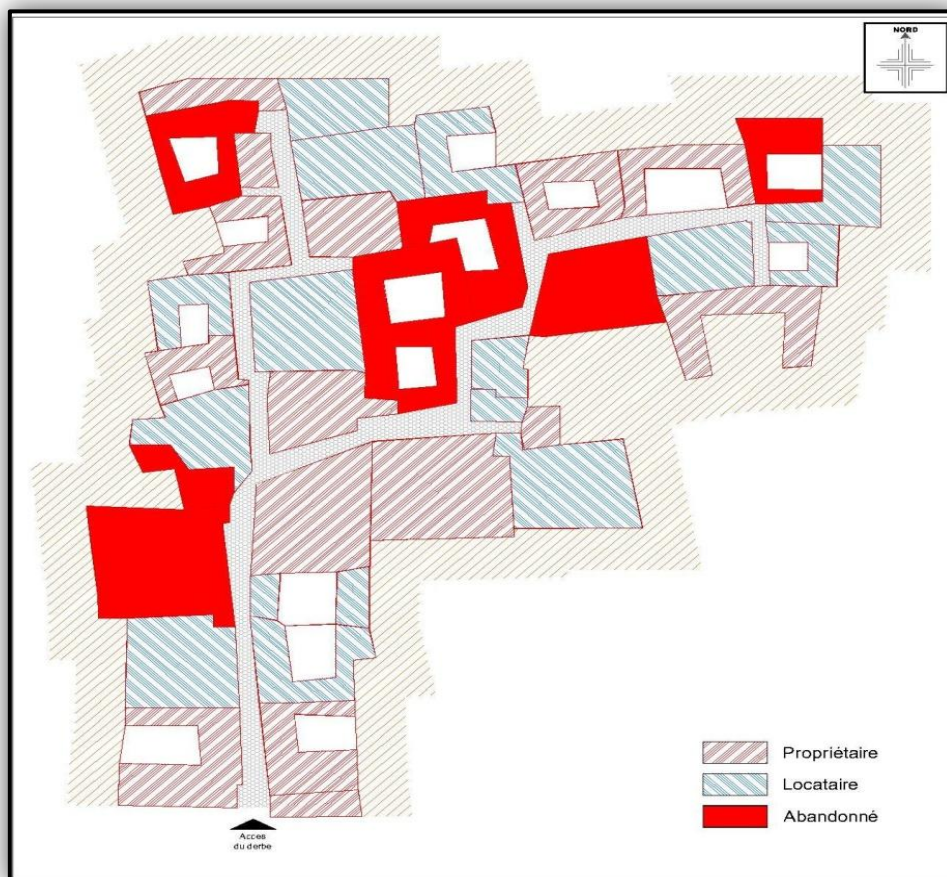 NORD
Propriétaire
Locataire
Abandonné
Acces
du derbe